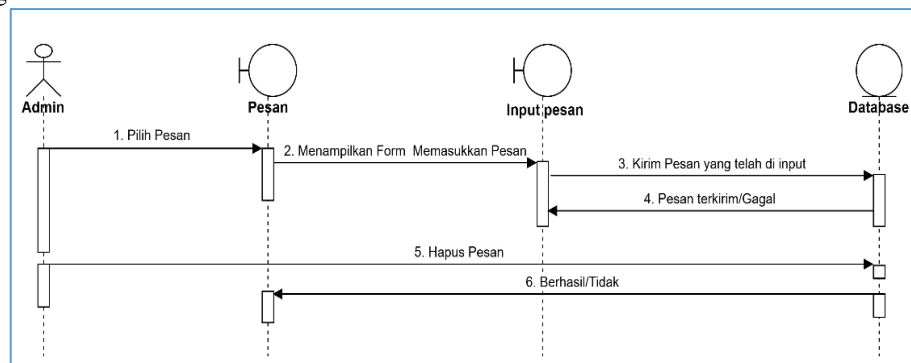 Admin
Pesan
Input pesan
Database
1. Pilih Pesan
2. Menampilkan Form Memasukkan Pesan
3. Kirim Pesan yang telah di input
4. Pesan terkirim/Gagal
5. Hapus Pesan
6. Berhasil/Tidak